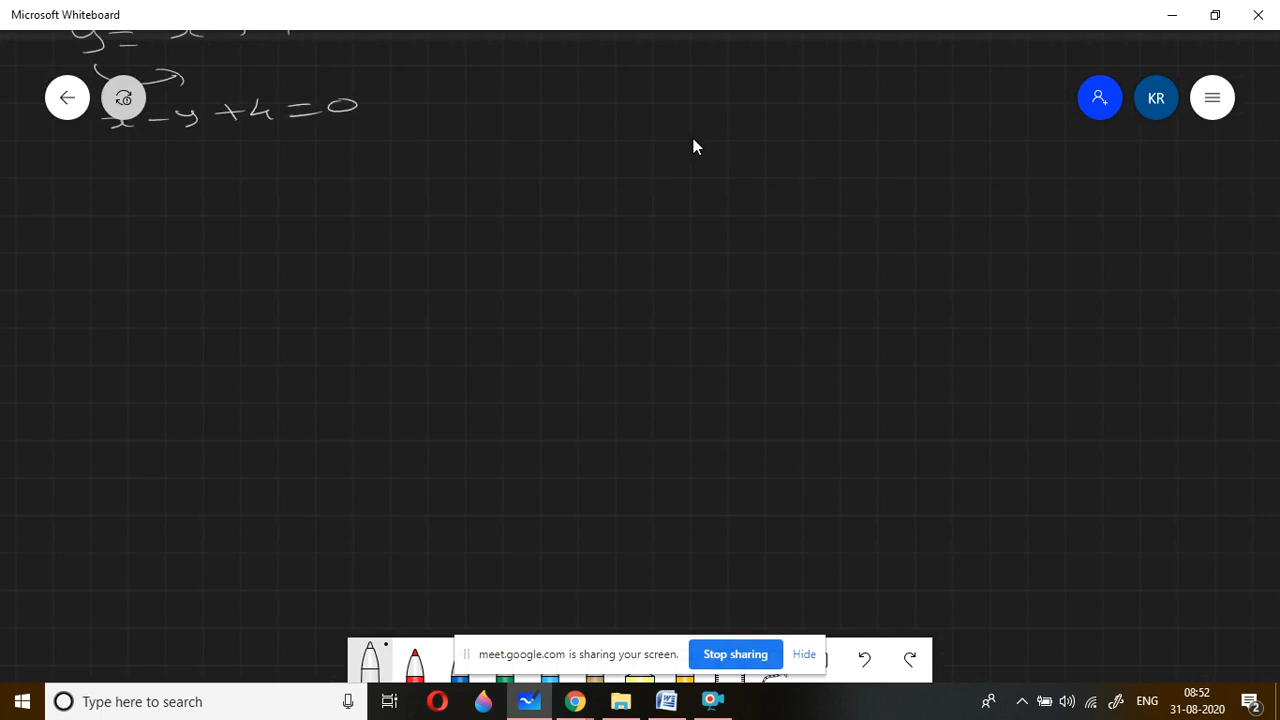 Microsoft Whiteboard
x - y + 4 = 0
KR
meet.google.com is sharing your screen.
Stop sharing
Hide
Type here to search
ENG
08:52
31-08-2020
2